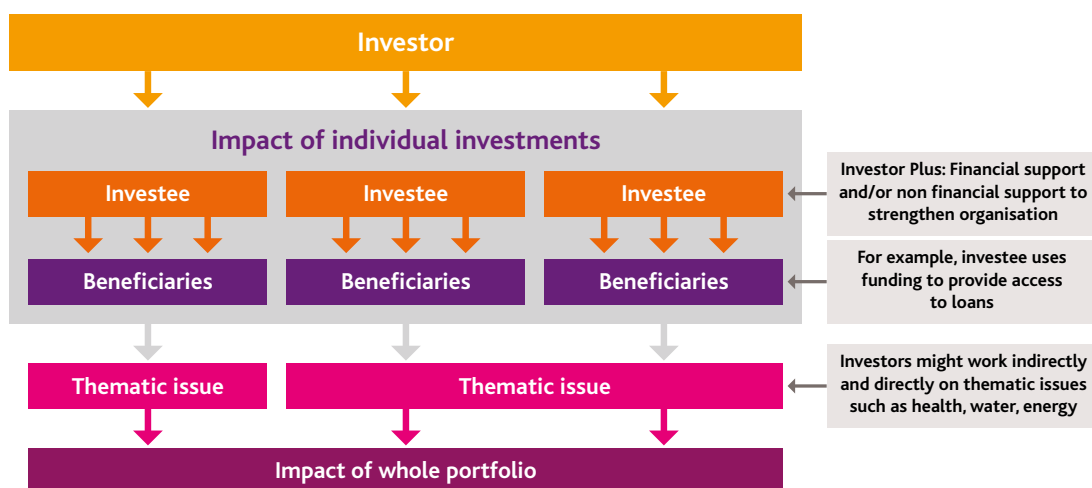 Investor
Impact of individual investments
Investee
Investee
Investee
Investor Plus: Financial support
and/or non financial support to
strengthen organisation
Beneficiaries
Beneficiaries
Beneficiaries
For example, investee uses
funding to provide access
to loans
Thematic issue
Thematic issue
Investors might work indirectly
and directly on thematic issues
such as health, water, energy
Impact of whole portfolio